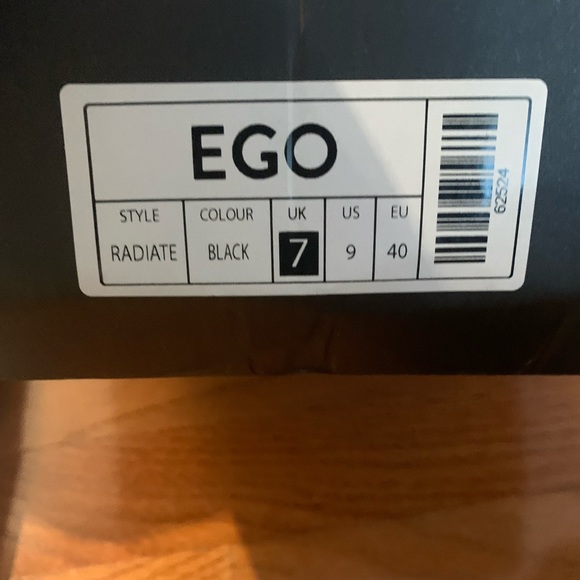 EGO
STYLE COLOUR UK US EU
RADIATE BLACK 7 9 40
62524